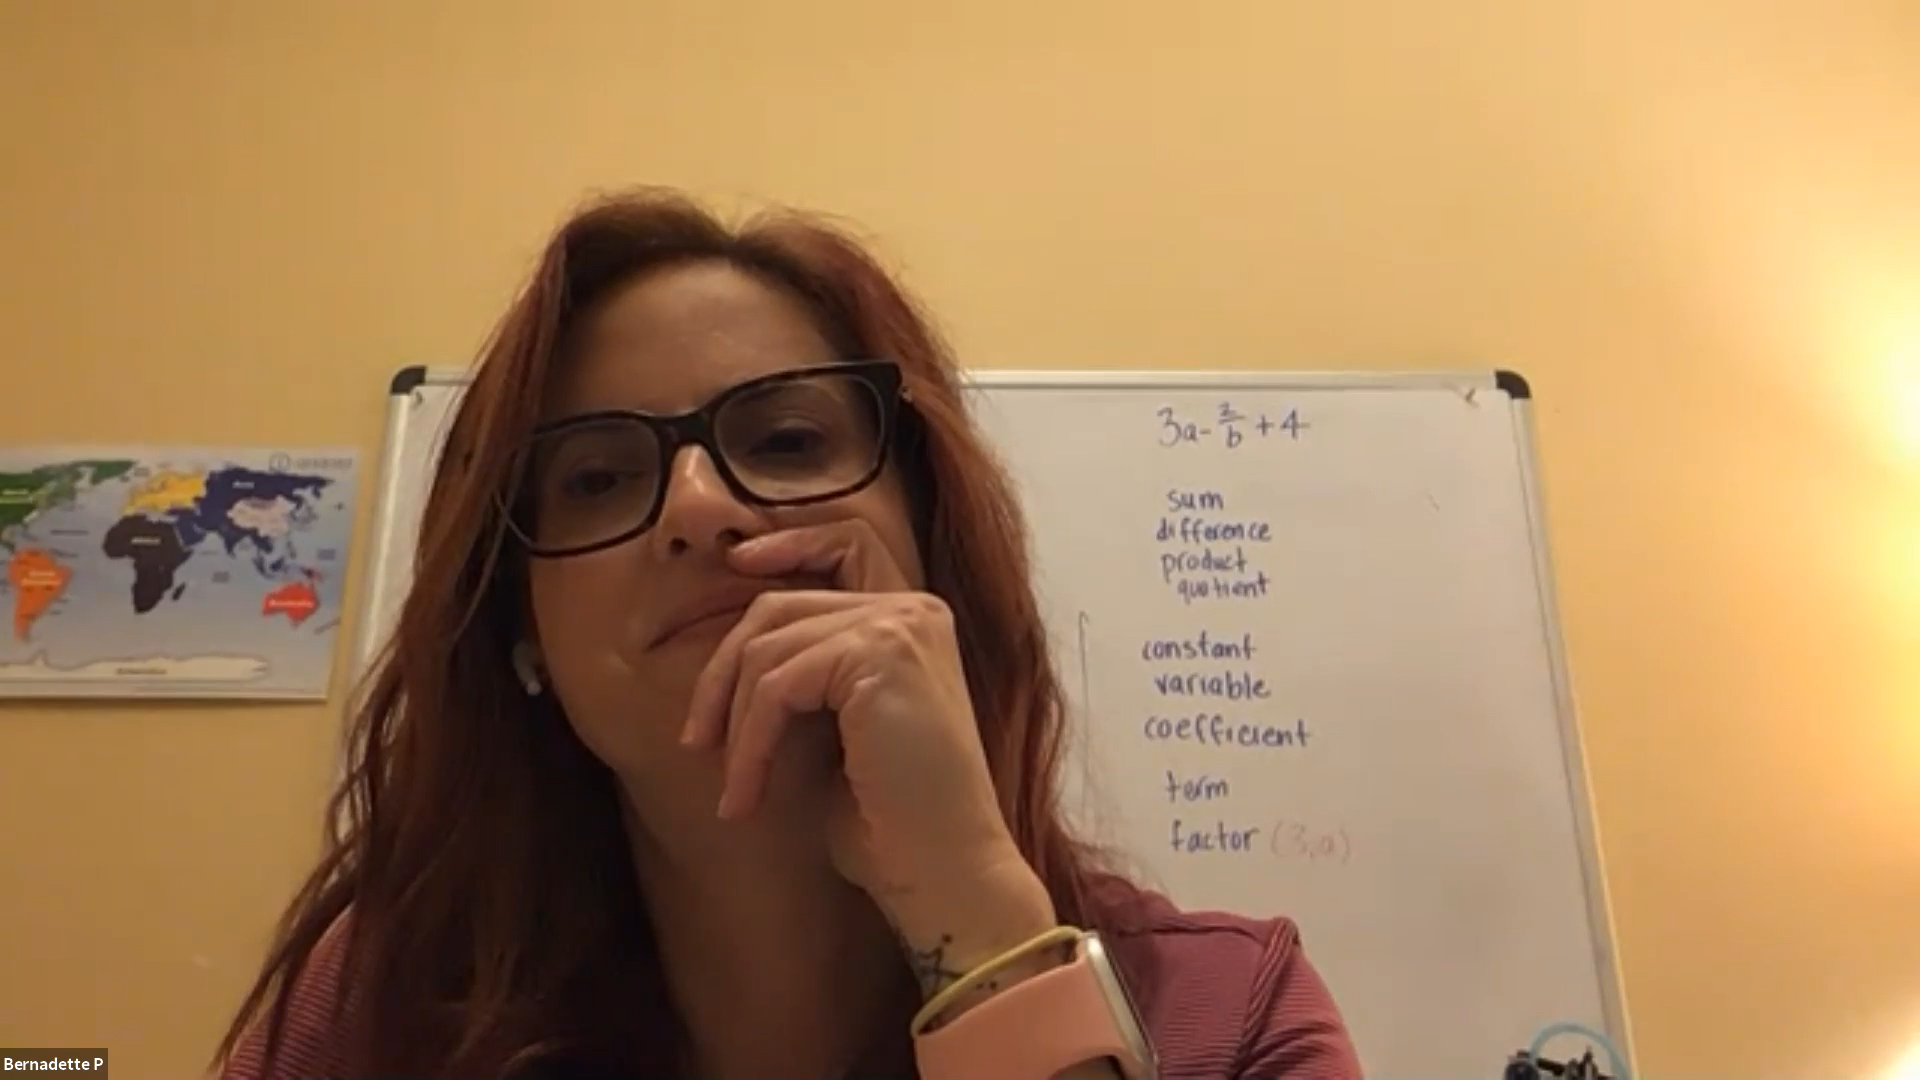 3a - 2/b + 4
sum
difference
product
quotient
constant
variable
coefficient
term
factor (3,a)
Bernadette P